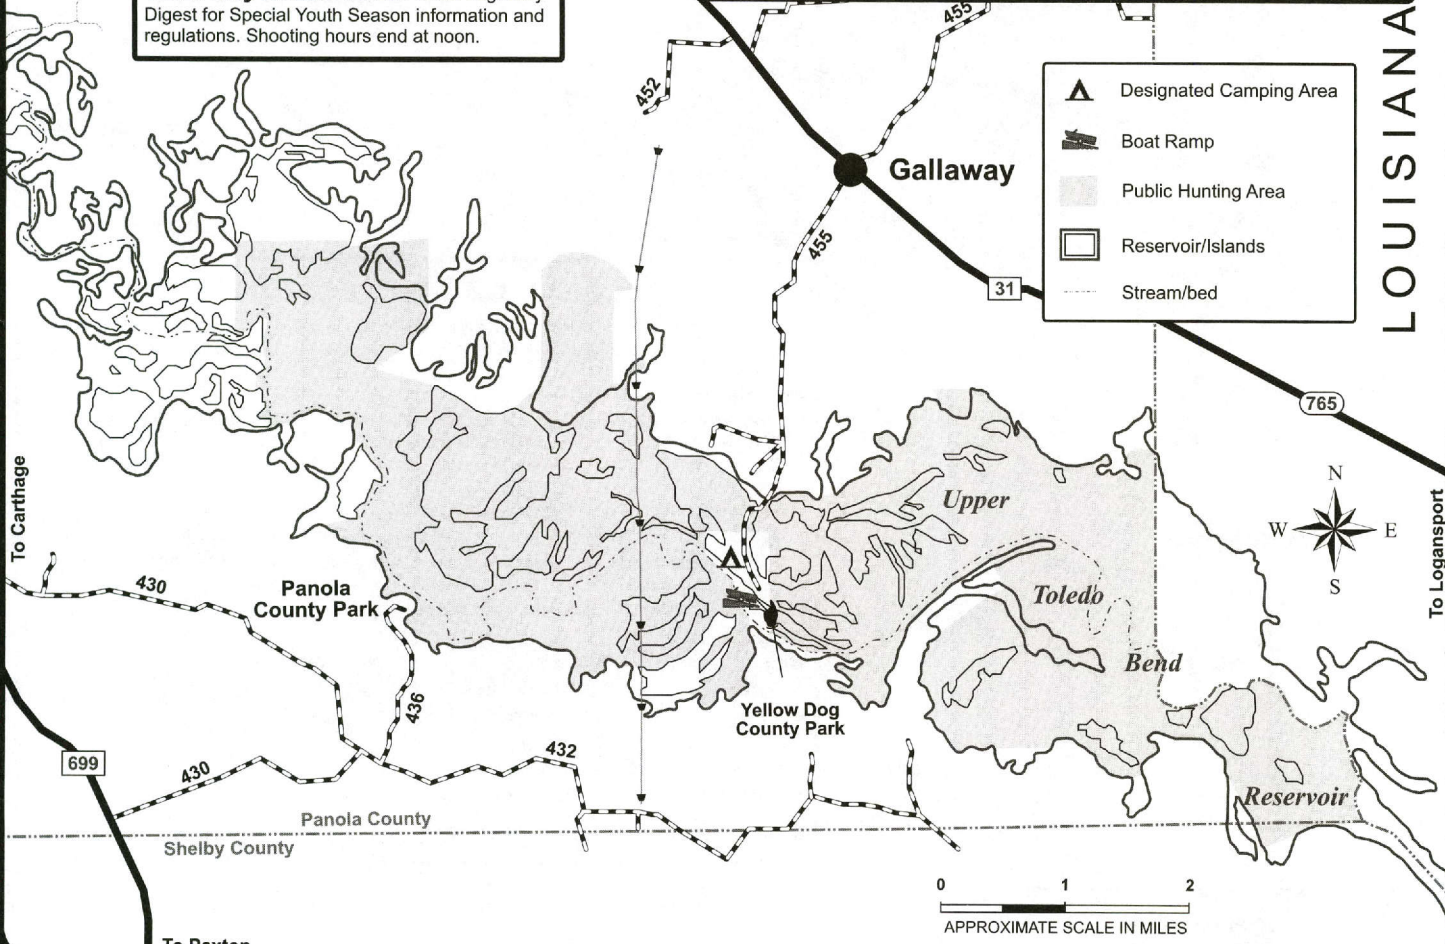 Digest for Special Youth Season information and
regulations. Shooting hours end at noon.
455
452
Gallaway
455
31
Designated Camping Area
Boat Ramp
Public Hunting Area
Reservoir/Islands
Stream/bed
LOUISIANA
765
To Carthage
Upper
N
W
E
S
To Logansport
430
Panola
County Park
Toledo
Bend
436
Yellow Dog
County Park
699
430
432
Reservoir
Panola County
Shelby County
0 1 2
APPROXIMATE SCALE IN MILES